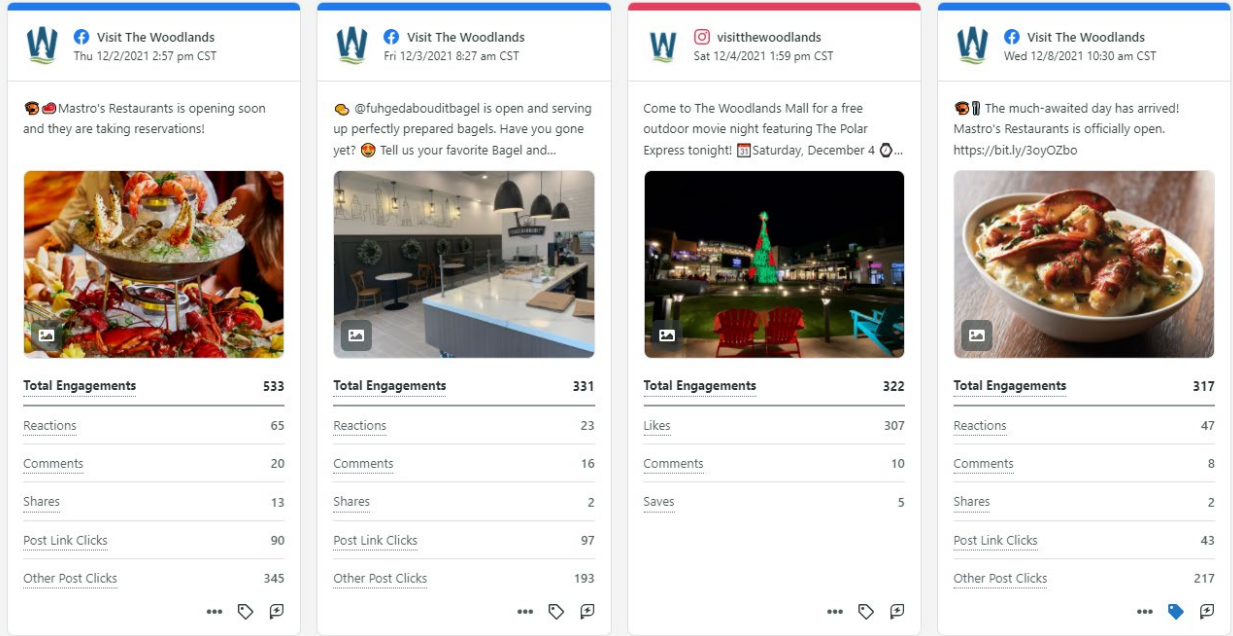 Visit The Woodlands
Thu 12/2/2021 2:57 pm CST
Mastro's Restaurants is opening soon
and they are taking reservations!
Total Engagements 533
Reactions 65
Comments 20
Shares 13
Post Link Clicks 90
Other Post Clicks 345
Visit The Woodlands
Fri 12/3/2021 8:27 am CST
@fuhgedabouditbagel is open and serving
up perfectly prepared bagels. Have you gone
yet? 😍 Tell us your favorite Bagel and...
Total Engagements 331
Reactions 23
Comments 16
Shares 2
Post Link Clicks 97
Other Post Clicks 193
visitthewoodlands
Sat 12/4/2021 1:59 pm CST
Come to The Woodlands Mall for a free
outdoor movie night featuring The Polar
Express tonight! 📅Saturday, December 4 ⌚...
Total Engagements 322
Likes 307
Comments 10
Saves 5
Visit The Woodlands
Wed 12/8/2021 10:30 am CST
The much-awaited day has arrived!
Mastro's Restaurants is officially open.
https://bit.ly/3oyOZbo
Total Engagements 317
Reactions 47
Comments 8
Shares 2
Post Link Clicks 43
Other Post Clicks 217